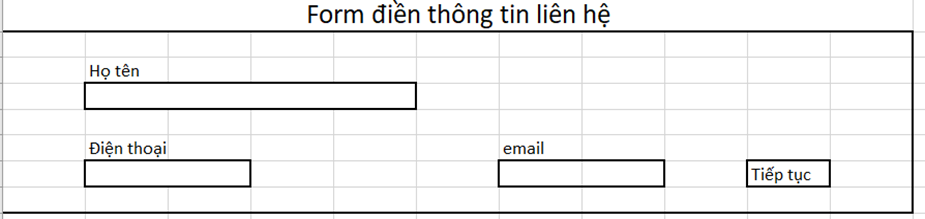 Form điền thông tin liên hệ
Họ tên
Điện thoại
email
Tiếp tục